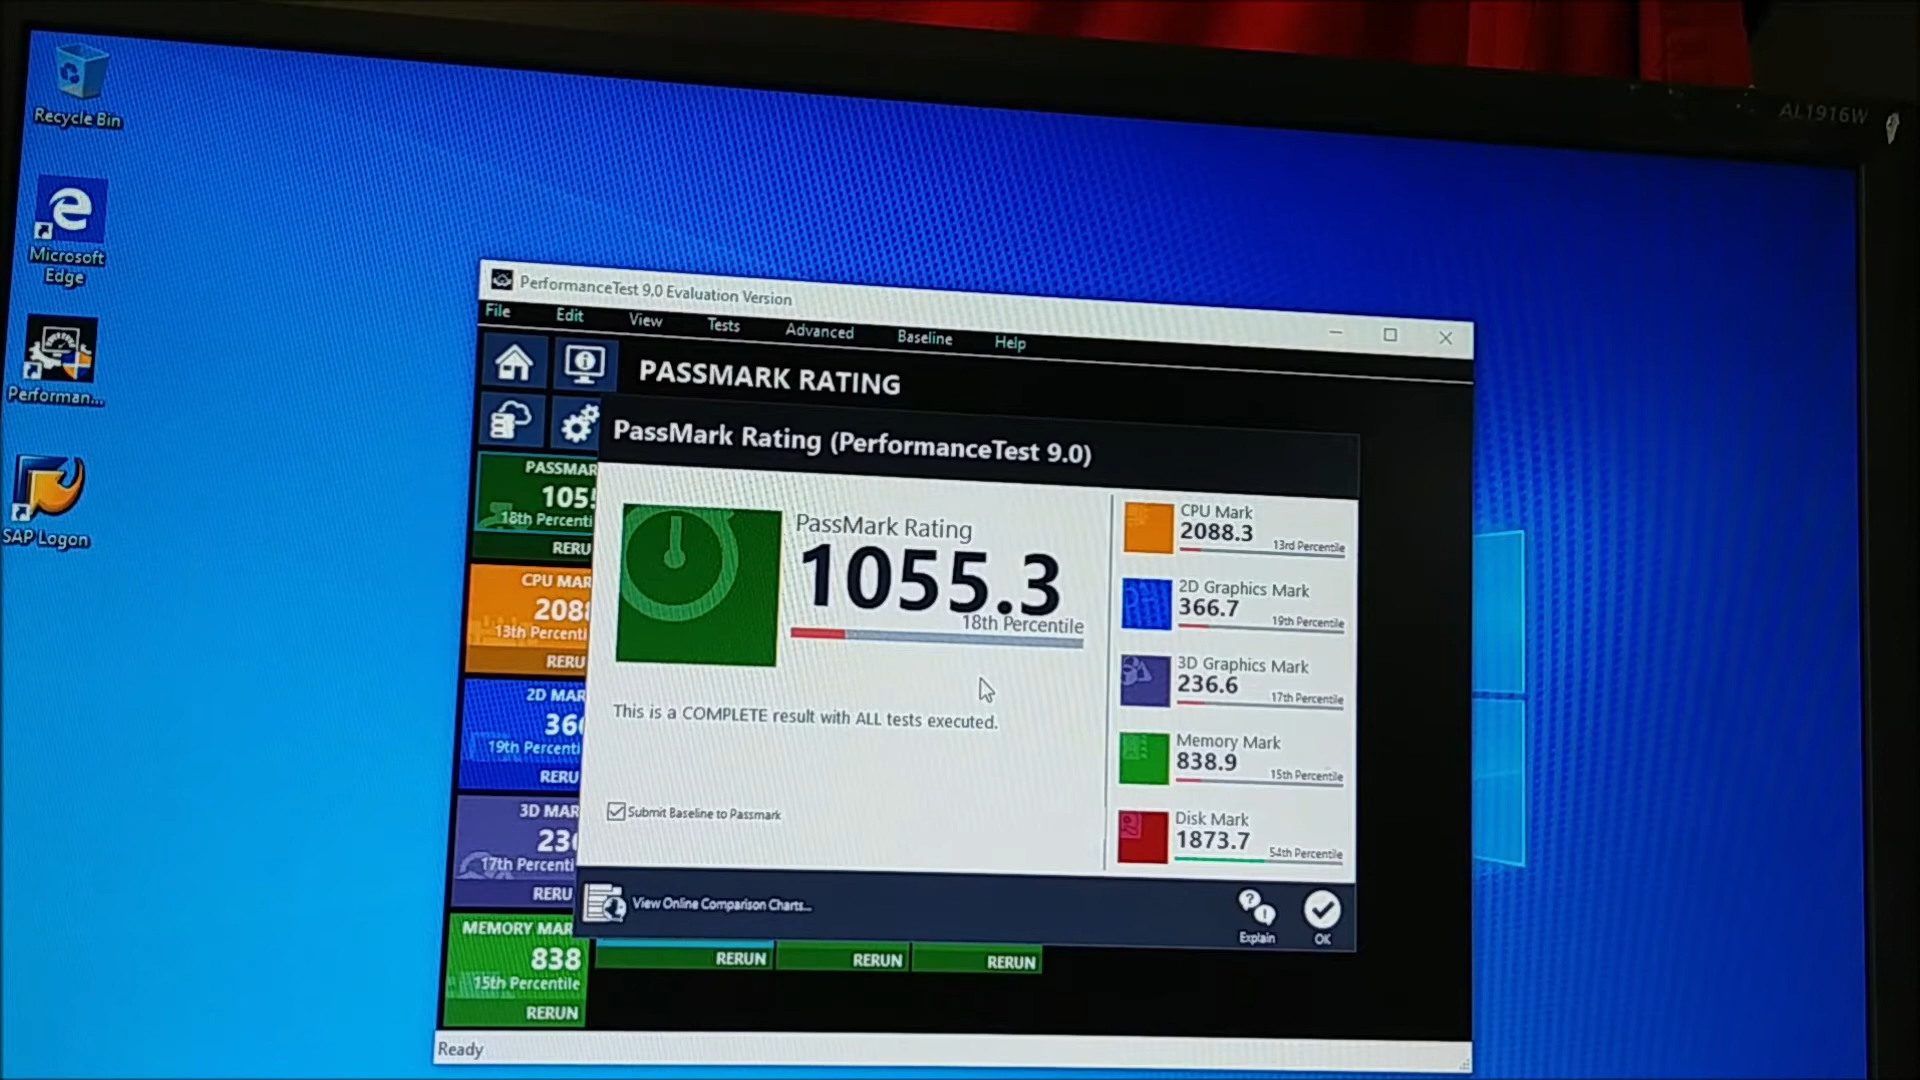 AL1916W
Recycle Bin
Microsoft
Edge
Performan...
SAP Logon
PerformanceTest 9.0 Evaluation Version
File Edit View Tests Advanced Baseline Help
PASSMARK RATING
PassMark Rating (PerformanceTest 9.0)
PASSMAR
105
18th Percenti
RERU
CPU MAR
208
13th Percenti
RERU
2D MAR
36
19th Percenti
RERU
3D MAR
23
17th Percenti
RERU
MEMORY MAR
838
15th Percentile
RERUN
PassMark Rating
1055.3
18th Percentile
This is a COMPLETE result with ALL tests executed.
Submit Baseline to Passmark
CPU Mark
2088.3
13rd Percentile
2D Graphics Mark
366.7
19th Percentile
3D Graphics Mark
236.6
17th Percentile
Memory Mark
838.9
15th Percentile
Disk Mark
1873.7
54th Percentile
View Online Comparison Charts...
Explain
OK
RERUN RERUN RERUN
Ready